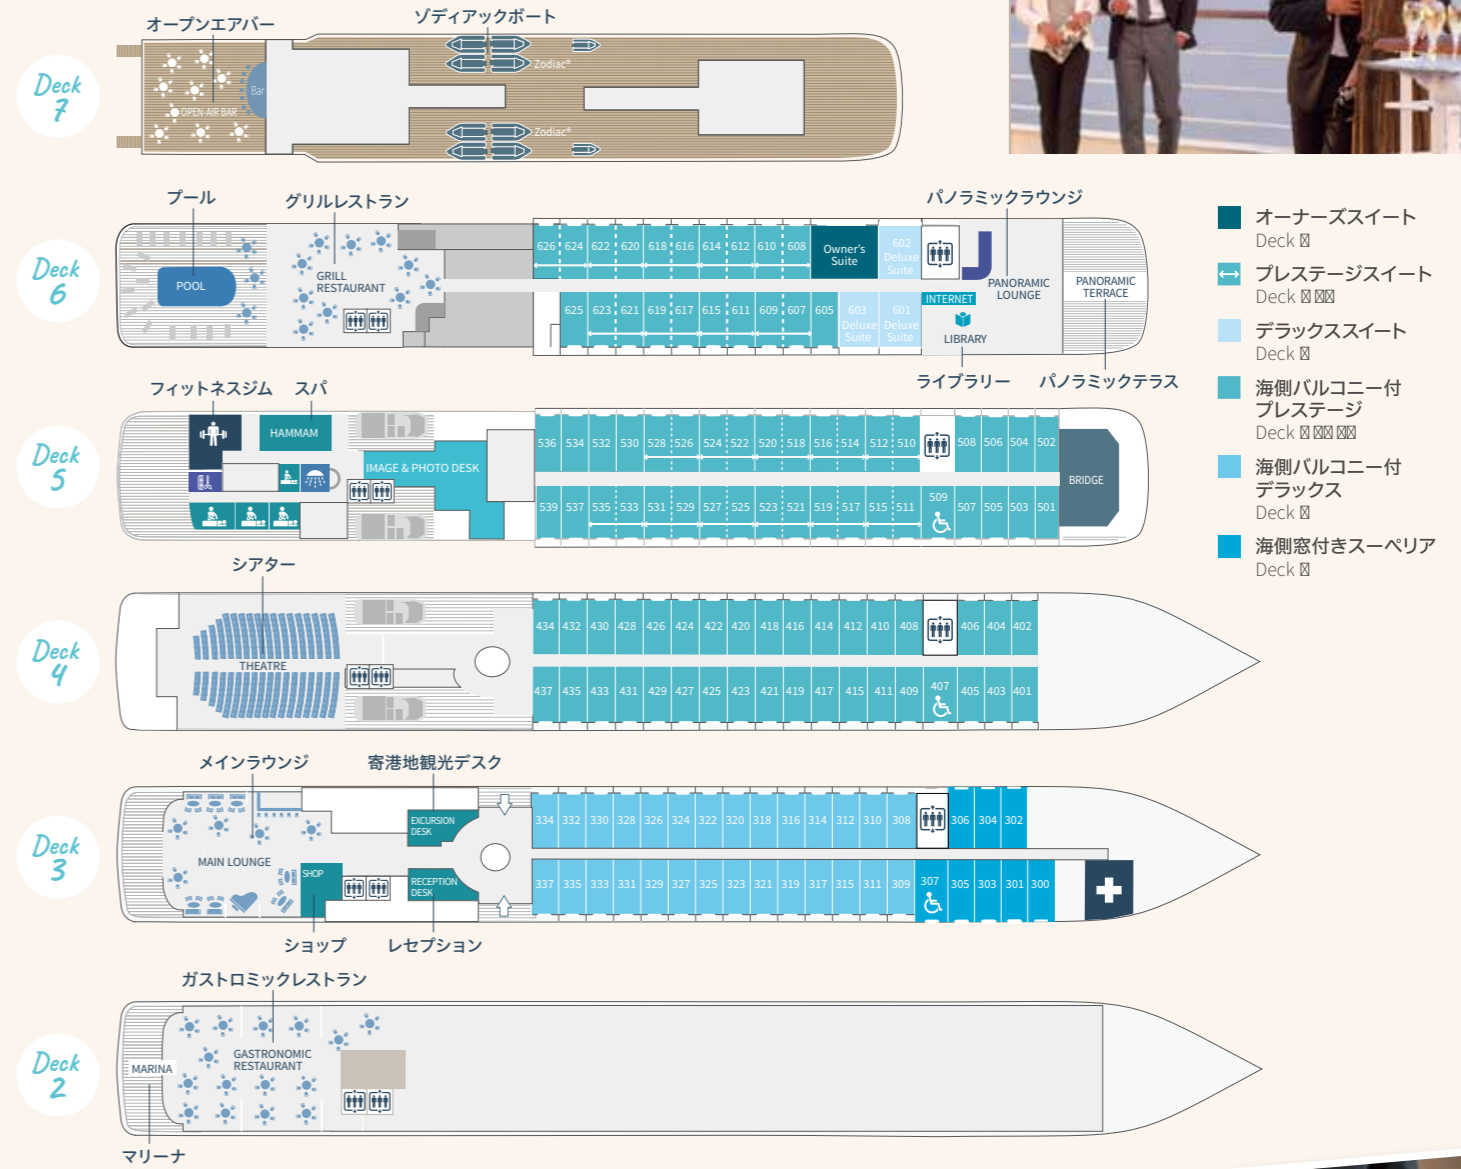 オープンエアバー
ゾディアックボート
Deck
7
Bar
OPEN-AIR BAR
Zodiac®
Zodiac®
プール
グリルレストラン
パノラミックラウンジ
Deck
6
POOL
GRILL
RESTAURANT
626 624 622 620 618 616 614 612 610 608
Owner's
Suite
602
Deluxe
Suite
625 623 621 619 617 615 611 609 607 605
603
Deluxe
Suite
601
Deluxe
Suite
INTERNET
LIBRARY
PANORAMIC
LOUNGE
PANORAMIC
TERRACE
ライブラリー
パノラミックテラス
フィットネスジム
スパ
Deck
5
HAMMAM
IMAGE & PHOTO DESK
536 534 532 530 528 526 524 522 520 518 516 514 512 510 508 506 504 502
539 537 535 533 531 529 527 525 523 521 519 517 515 511 509 507 505 503 501
BRIDGE
シアター
Deck
4
THEATRE
434 432 430 428 426 424 422 420 418 416 414 412 410 408 406 404 402
437 435 433 431 429 427 425 423 421 419 417 415 411 409 407 405 403 401
メインラウンジ
寄港地観光デスク
Deck
3
MAIN LOUNGE
EXCURSION
DESK
SHOP
RECEPTION
DESK
334 332 330 328 326 324 322 320 318 316 314 312 310 308 306 304 302
337 335 333 331 329 327 325 323 321 319 317 315 311 309 307 305 303 301 300
ショップ
レセプション
ガストロミックレストラン
Deck
2
MARINA
GASTRONOMIC
RESTAURANT
マリーナ
オーナーズスイート
Deck
プレステージスイート
Deck
デラックススイート
Deck
海側バルコニー付
プレステージ
Deck
海側バルコニー付
デラックス
Deck
海側窓付きスーペリア
Deck